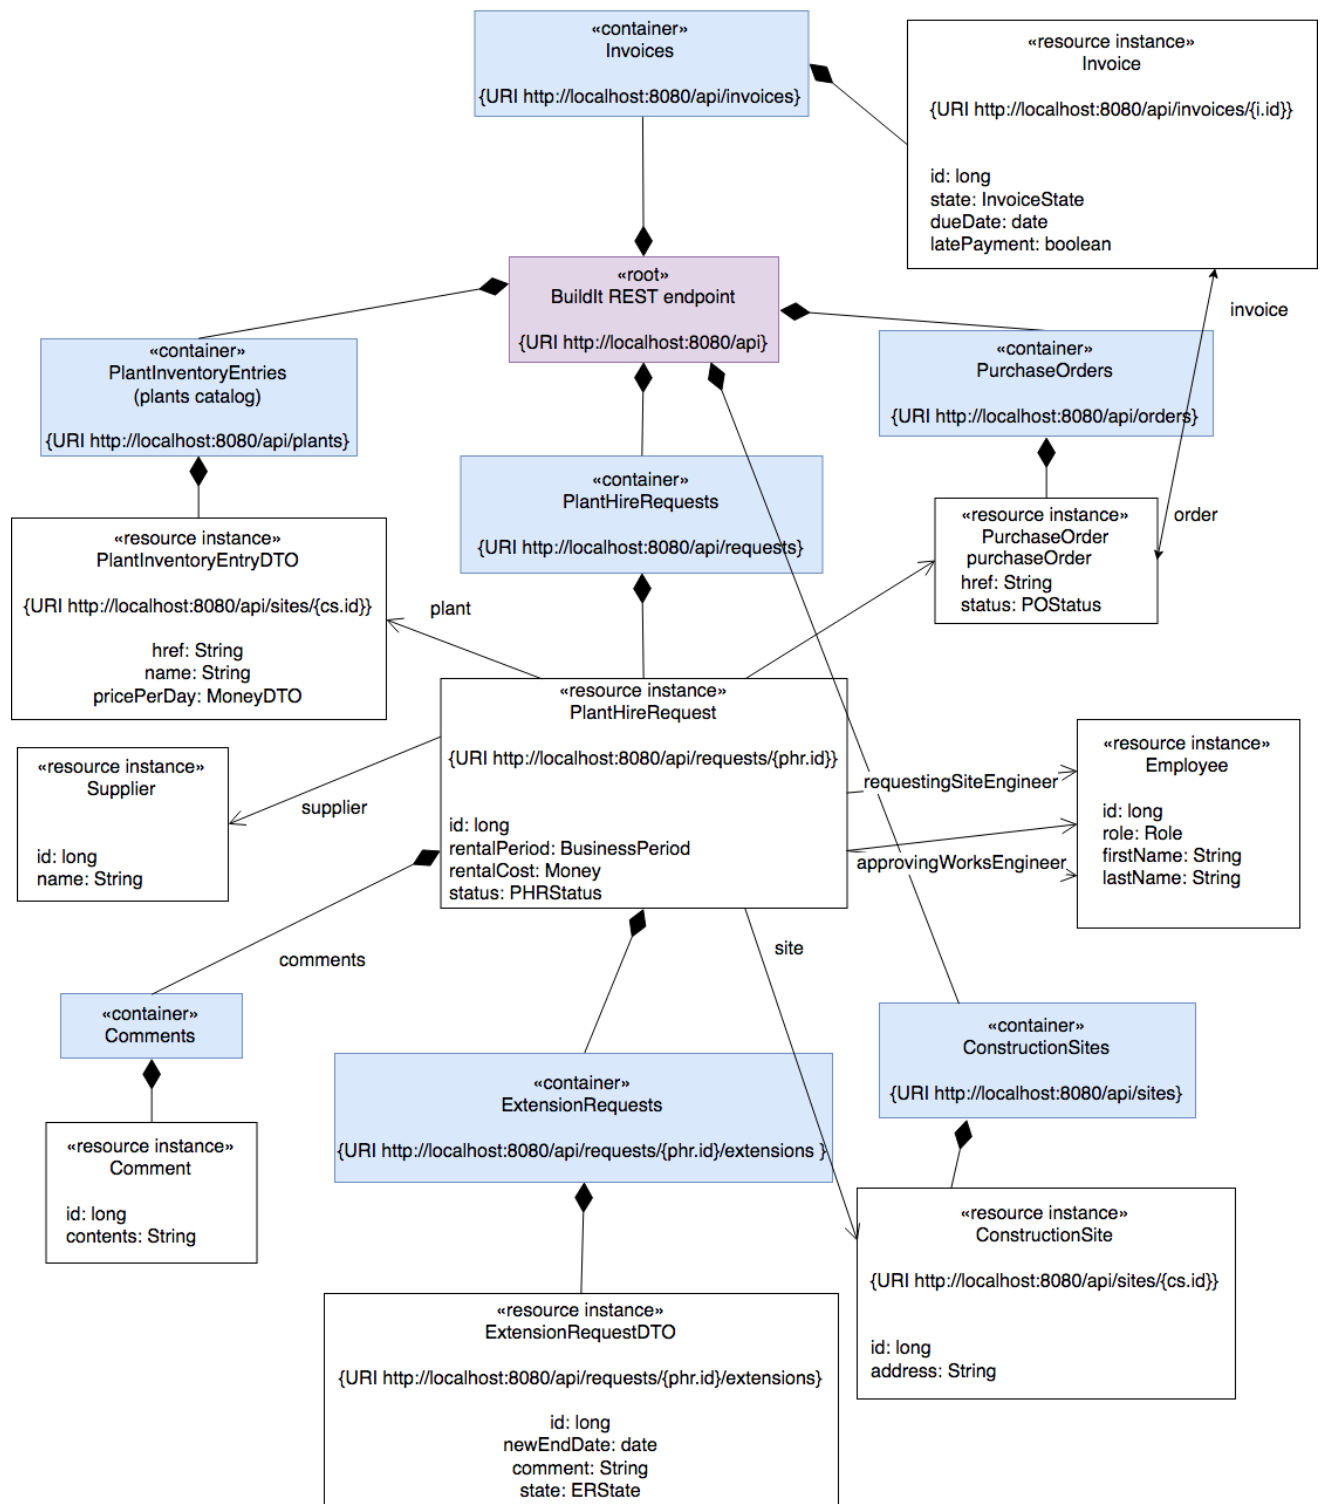 «container»
Invoices
{URI http://localhost:8080/api/invoices}
«resource instance»
Invoice
{URI http://localhost:8080/api/invoices/{i.id}}
id: long
state: InvoiceState
dueDate: date
latePayment: boolean
«root»
BuildIt REST endpoint
{URI http://localhost:8080/api}
invoice
«container»
PlantInventoryEntries
(plants catalog)
{URI http://localhost:8080/api/plants}
«container»
PurchaseOrders
{URI http://localhost:8080/api/orders}
«container»
PlantHireRequests
{URI http://localhost:8080/api/requests}
«resource instance»
PurchaseOrder
purchaseOrder
href: String
status: POStatus
order
«resource instance»
PlantInventoryEntryDTO
{URI http://localhost:8080/api/sites/{cs.id}}
href: String
name: String
pricePerDay: MoneyDTO
plant
«resource instance»
PlantHireRequest
{URI http://localhost:8080/api/requests/{phr.id}}
id: long
rentalPeriod: BusinessPeriod
rentalCost: Money
status: PHRStatus
«resource instance»
Supplier
id: long
name: String
supplier
requestingSiteEngineer
approvingWorksEngineer
«resource instance»
Employee
id: long
role: Role
firstName: String
lastName: String
comments
site
«container»
Comments
«container»
ExtensionRequests
{URI http://localhost:8080/api/requests/{phr.id}/extensions }
«container»
ConstructionSites
{URI http://localhost:8080/api/sites}
«resource instance»
Comment
id: long
contents: String
«resource instance»
ConstructionSite
{URI http://localhost:8080/api/sites/{cs.id}}
id: long
address: String
«resource instance»
ExtensionRequestDTO
{URI http://localhost:8080/api/requests/{phr.id}/extensions}
id: long
newEndDate: date
comment: String
state: ERState